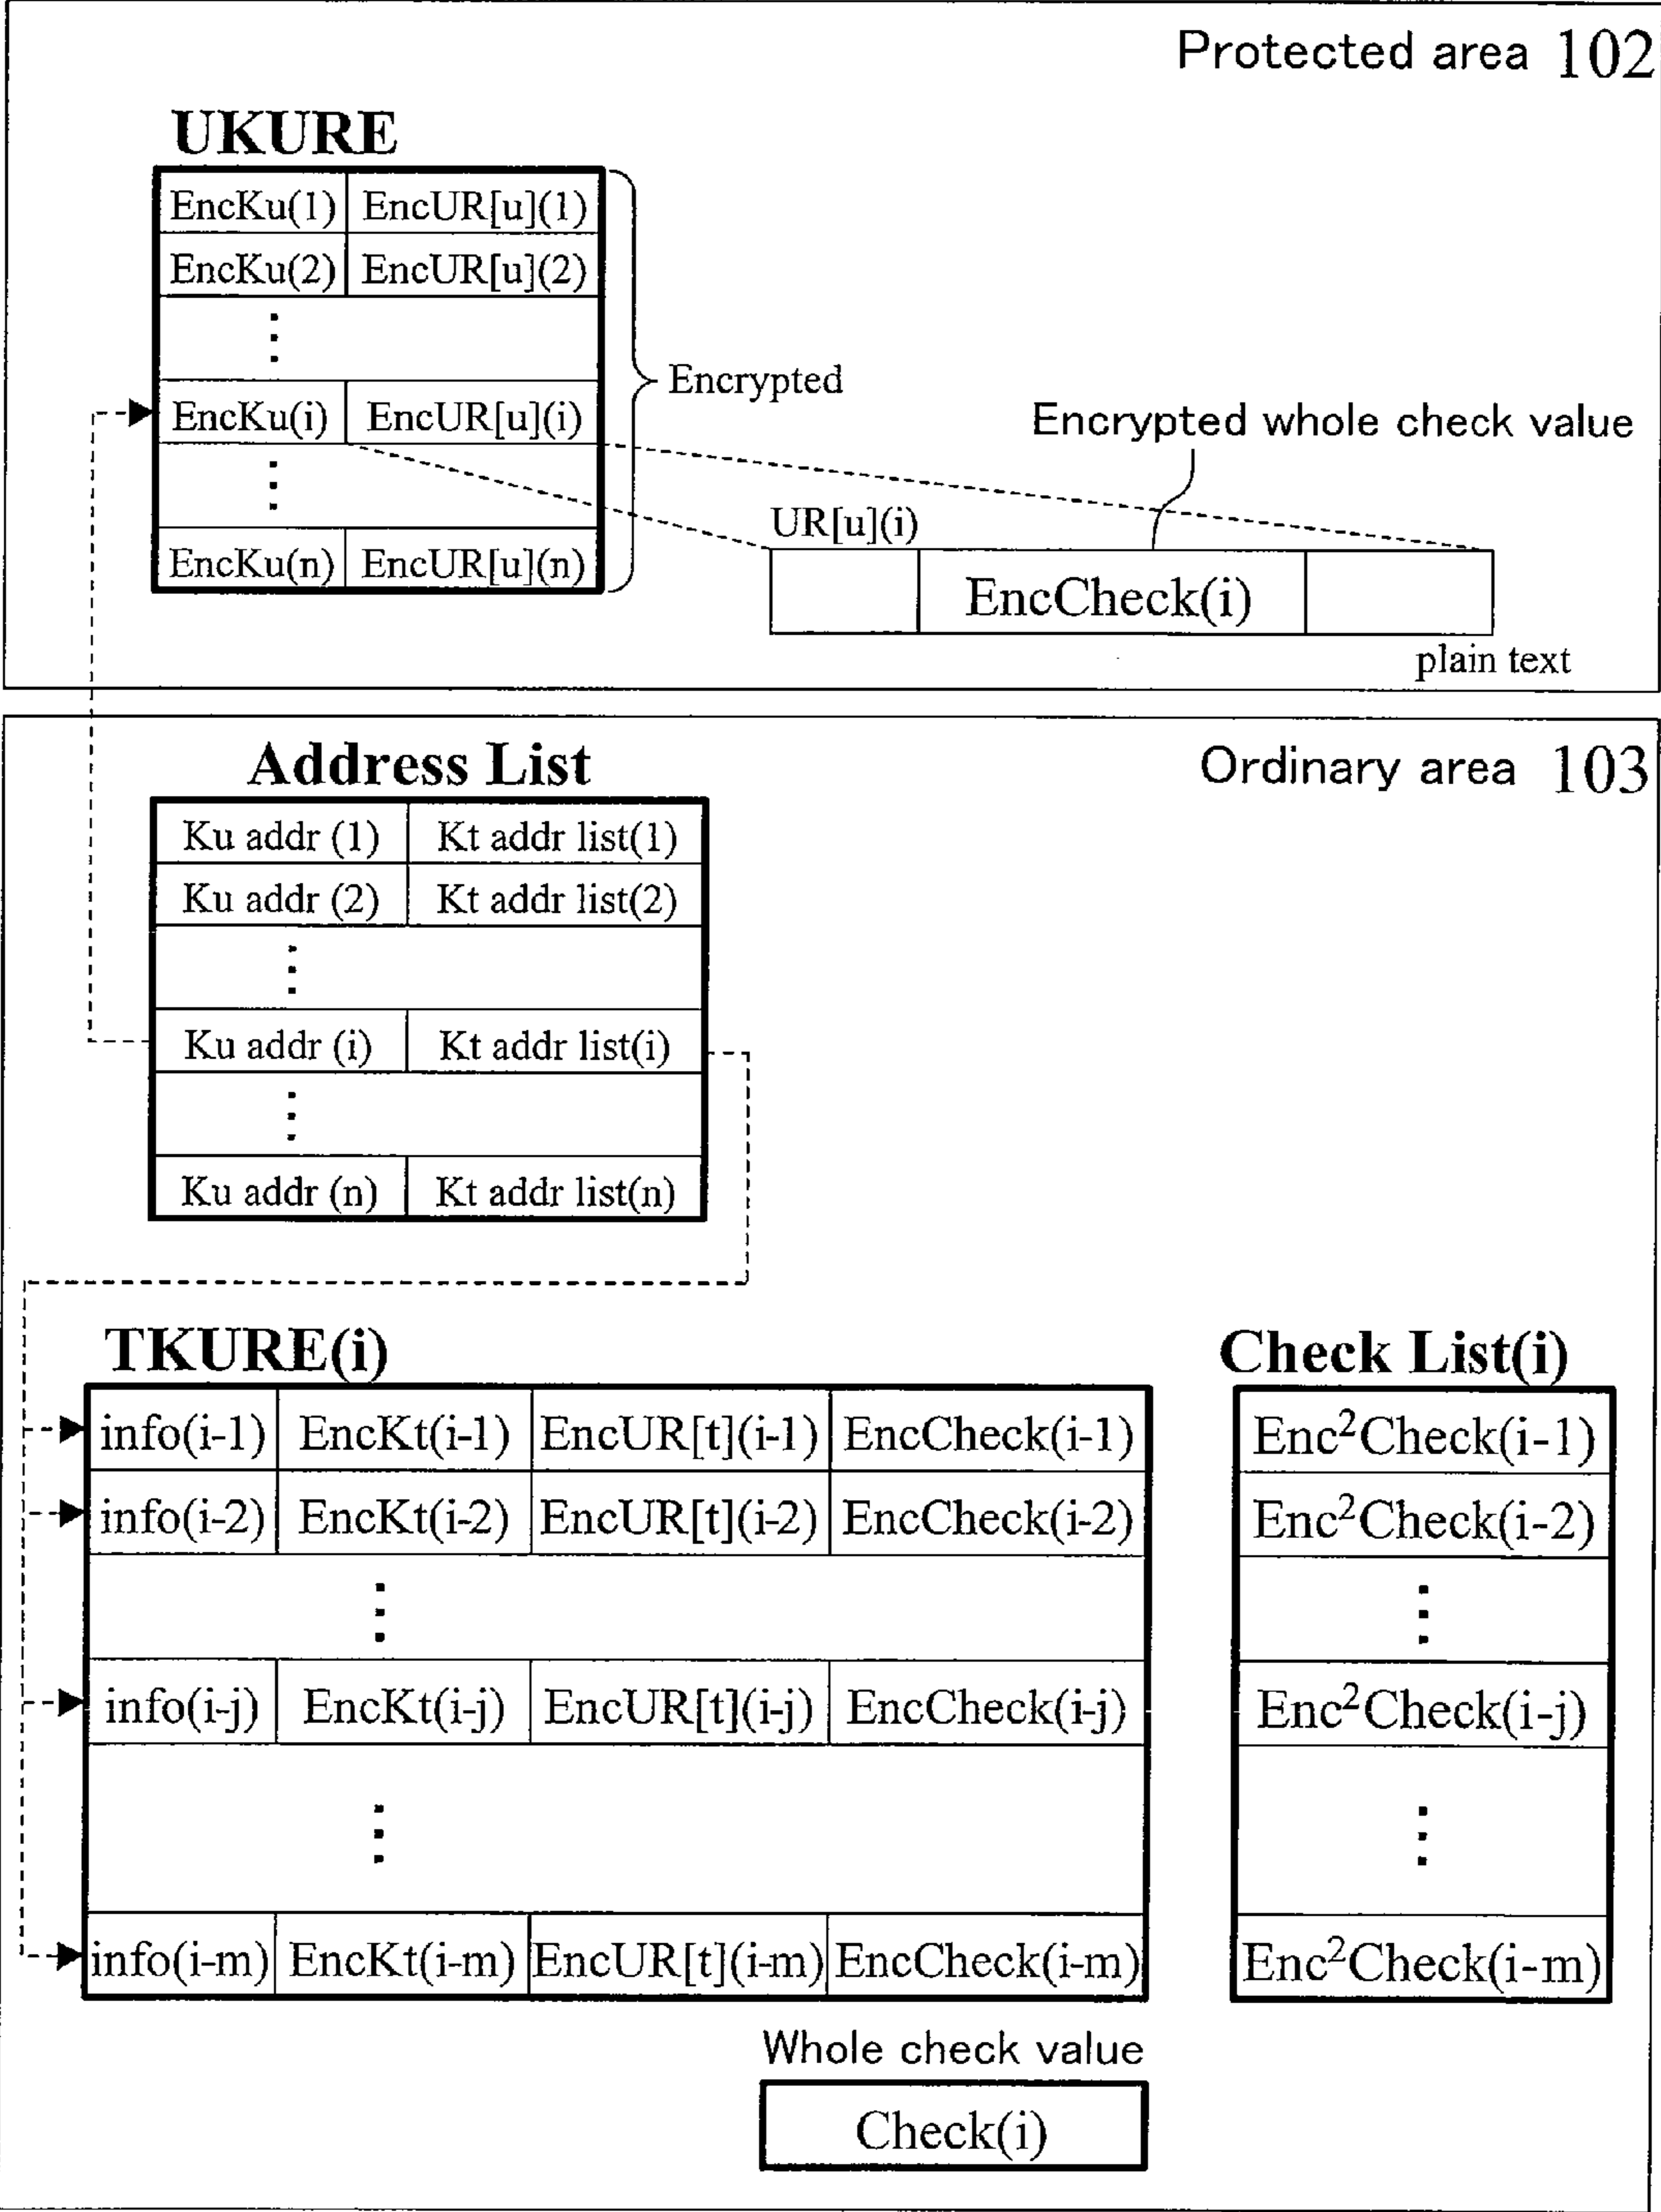 Protected area 102
UKURE
EncKu(1) EncUR[u](1)
EncKu(2) EncUR[u](2)
EncKu(i) EncUR[u](i)
EncKu(n) EncUR[u](n)
Encrypted
Encrypted whole check value
UR[u](i)
EncCheck(i)
plain text
Ordinary area 103
Address List
Ku addr (1) Kt addr list(1)
Ku addr (2) Kt addr list(2)
Ku addr (i) Kt addr list(i)
Ku addr (n) Kt addr list(n)
TKURE(i)
info(i-1) EncKt(i-1) EncUR[t](i-1) EncCheck(i-1)
info(i-2) EncKt(i-2) EncUR[t](i-2) EncCheck(i-2)
info(i-j) EncKt(i-j) EncUR[t](i-j) EncCheck(i-j)
info(i-m) EncKt(i-m) EncUR[t](i-m) EncCheck(i-m)
Check List(i)
Enc²Check(i-1)
Enc²Check(i-2)
Enc²Check(i-j)
Enc²Check(i-m)
Whole check value
Check(i)